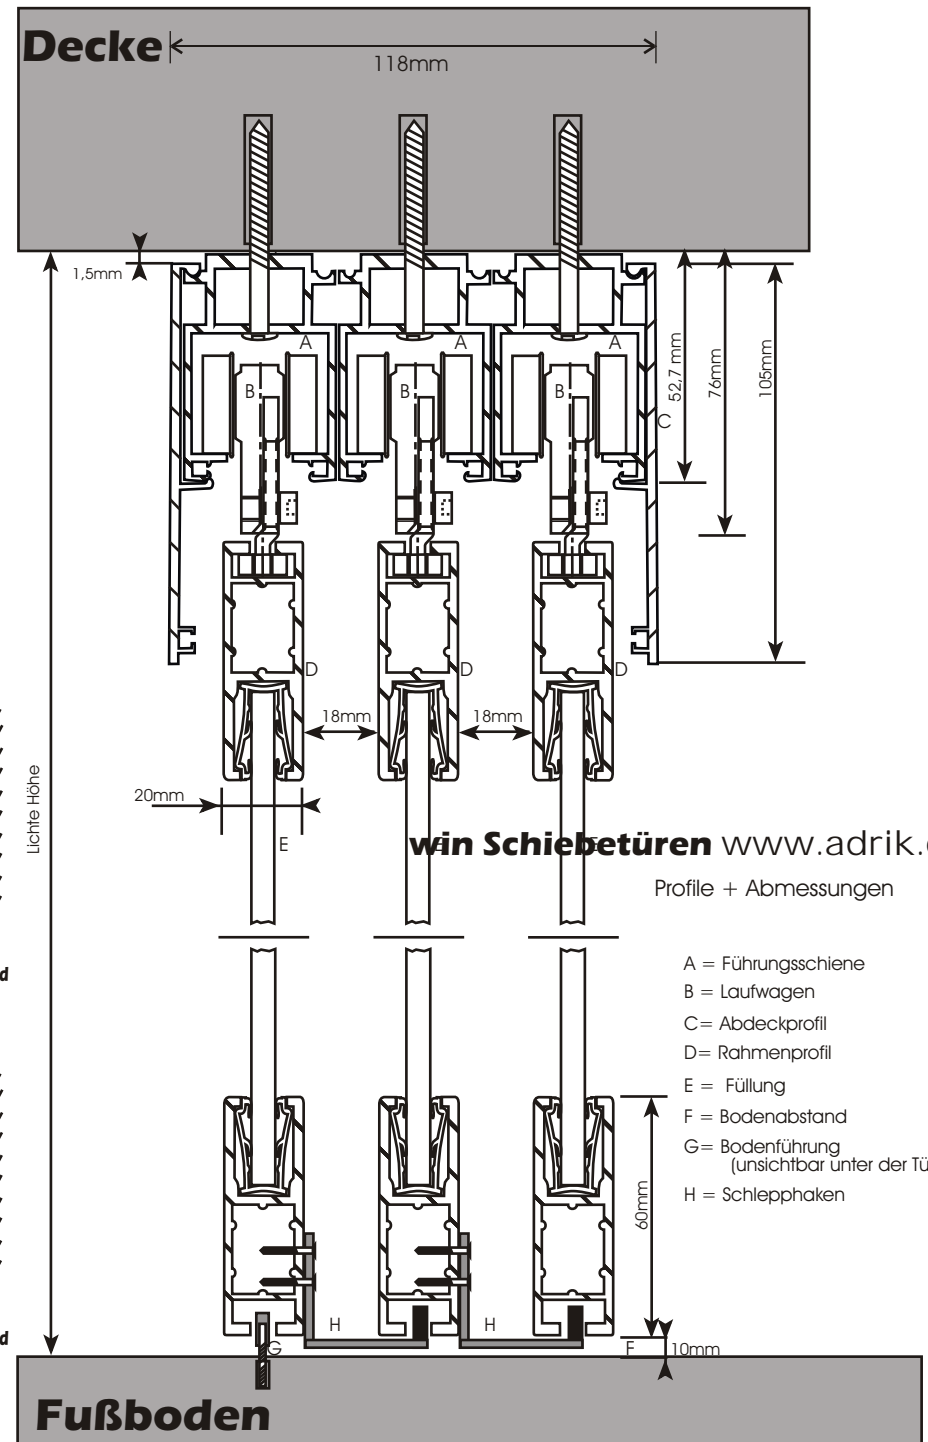 Decke
118mm
1,5mm
A
A
A
B
B
B
C
52,7 mm
76mm
105mm
D
D
D
18mm
18mm
20mm
Lichte Höhe
E
E
E
win Schiebetüren www.adrik.
Profile + Abmessungen
A = Führungsschiene
B = Laufwagen
C= Abdeckprofil
D= Rahmenprofil
E = Füllung
F = Bodenabstand
G= Bodenführung
(unsichtbar unter der
H = Schlepphaken
60mm
H
H
G
F
10mm
Fußboden